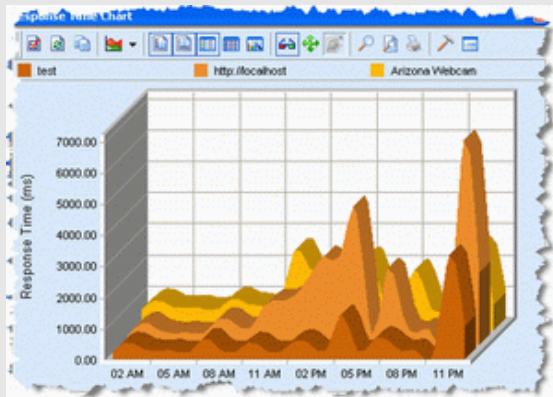 Response Time Chart
test
http://localhost
Arizona Webcam
7000.00
6000.00
5000.00
4000.00
3000.00
2000.00
1000.00
0.00
Response Time (ms)
02 AM 05 AM 08 AM 11 AM 02 PM 05 PM 08 PM 11 PM